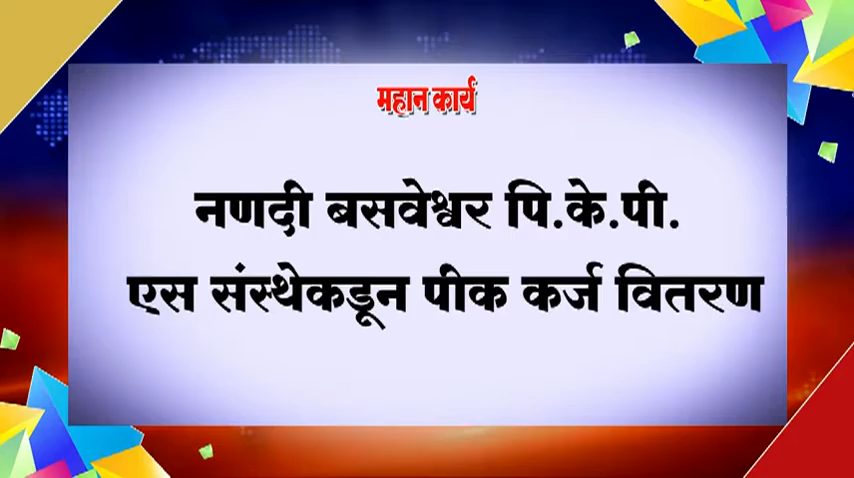 महान कार्य
नणदी बसवेश्वर पि.के.पी.
एस संस्थेकडून पीक कर्ज वितरण